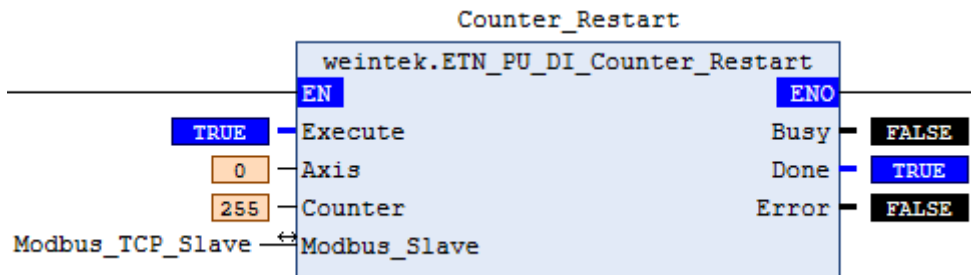 Counter_Restart
weintek.ETN_PU_DI_Counter_Restart
EN ENO
TRUE Execute Busy FALSE
0 Axis Done TRUE
255 Counter Error FALSE
Modbus_TCP_Slave Modbus_Slave